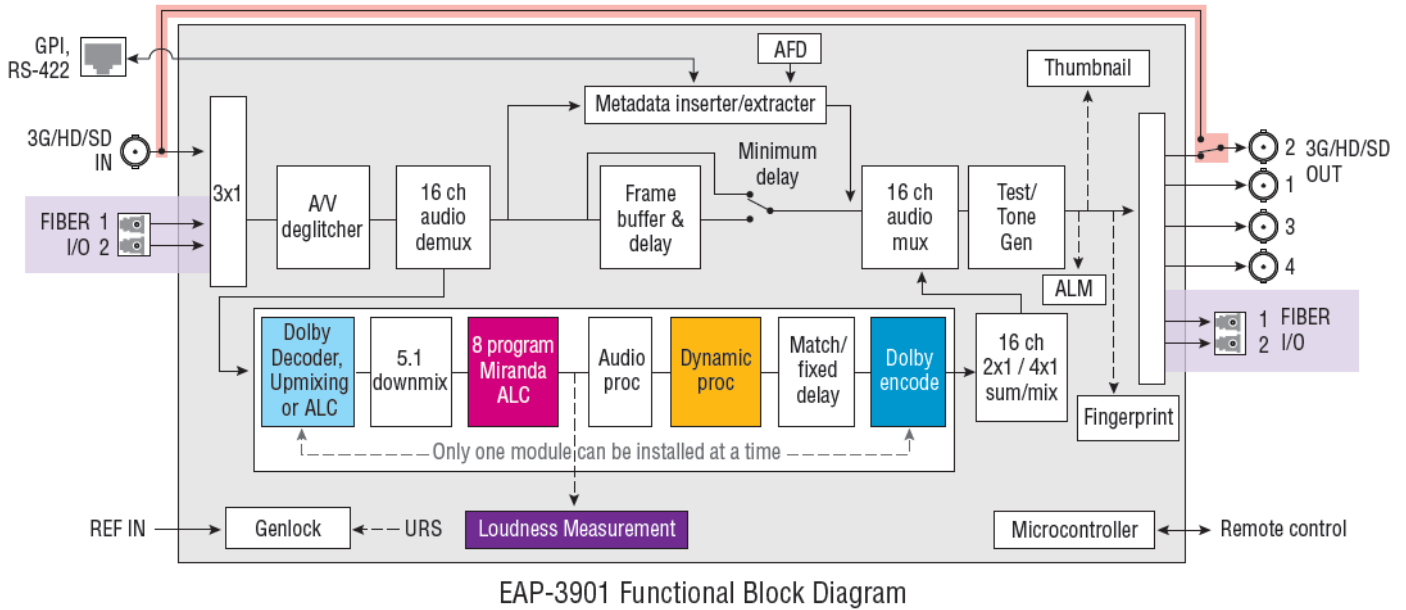 GPI,
RS-422
AFD
Thumbnail
Metadata inserter/extracter
3G/HD/SD
IN
FIBER 1
I/O 2
3x1
A/V
deglitcher
16 ch
audio
demux
Frame
buffer &
delay
Minimum
delay
16 ch
audio
mux
Test/
Tone
Gen
ALM
2 3G/HD/SD
OUT
1
3
4
1 FIBER
2 I/O
Dolby
Decoder,
Upmixing
or ALC
5.1
downmix
8 program
Miranda
ALC
Audio
proc
Dynamic
proc
Match/
fixed
delay
Dolby
encode
16 ch
2x1 / 4x1
sum/mix
Fingerprint
Only one module can be installed at a time
REF IN
Genlock
URS
Loudness Measurement
Microcontroller
Remote control
EAP-3901 Functional Block Diagram